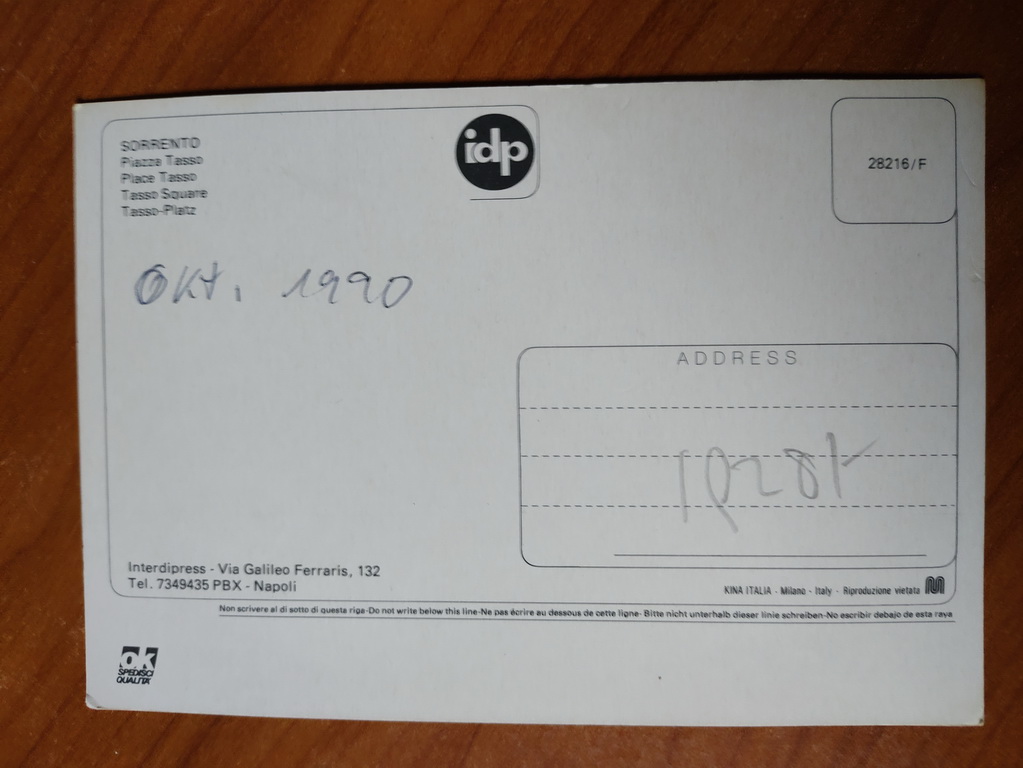 SORRENTO
Piazza Tasso
Place Tasso
Tasso Square
Tasso-Platz
idp
28216/F
Okt. 1990
ADDRESS
Interdipress - Via Galileo Ferraris, 132
Tel. 7349435 PBX - Napoli
KINA ITALIA - Milano - Italy - Riproduzione vietata
Non scrivere al di sotto di questa riga-Do not write below this line-Ne pas écrire au dessous de cette ligne-Bitte nicht unterhalb dieser linie schreiben-No escribir debajo de esta raya
ok
SPEDISCI
QUALITA'